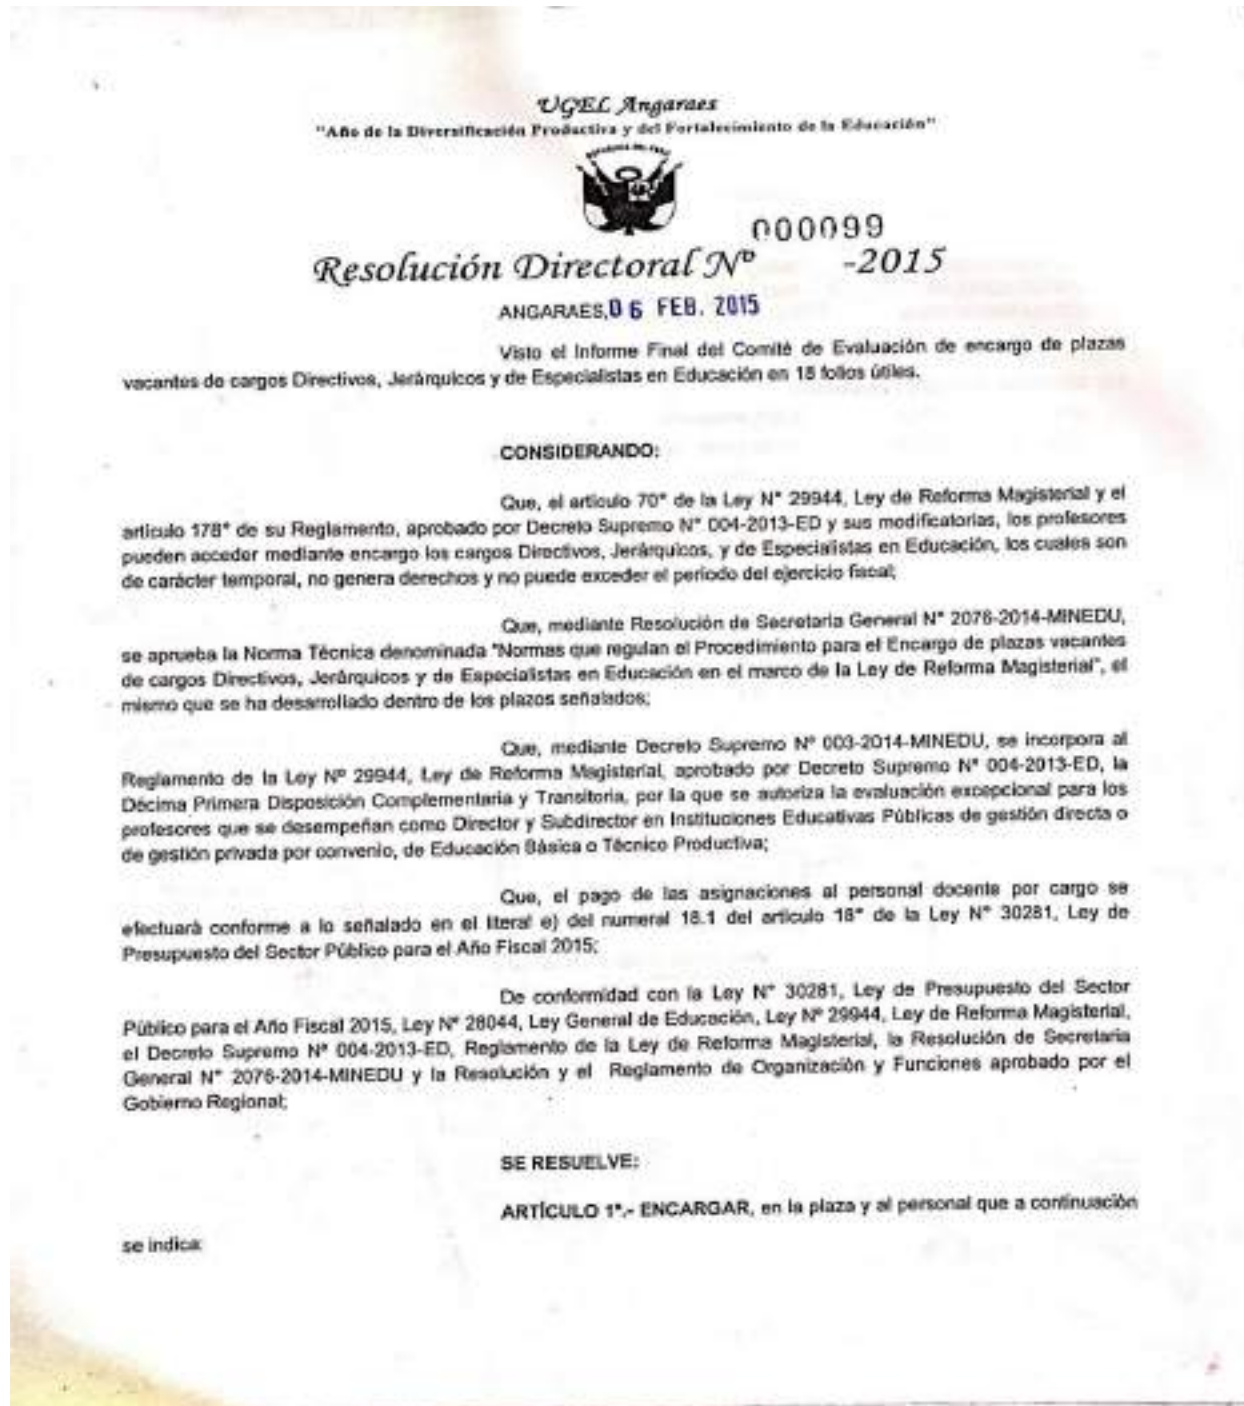 UGEL Angaraes
"Año de la Diversificación Productiva y del Fortalecimiento de la Educación"
REPUBLICA DEL PERU
000099
Resolución Directoral Nº -2015
ANGARAES, 06 FEB. 2015
Visto el Informe Final del Comité de Evaluación de encargo de plazas
vacantes de cargos Directivos, Jerárquicos y de Especialistas en Educación en 18 folios útiles.
CONSIDERANDO:
Que, el artículo 70° de la Ley N° 29944, Ley de Reforma Magisterial y el
artículo 178° de su Reglamento, aprobado por Decreto Supremo N° 004-2013-ED y sus modificatorias, los profesores
pueden acceder mediante encargo los cargos Directivos, Jerárquicos, y de Especialistas en Educación, los cuales son
de carácter temporal, no genera derechos y no puede exceder el período del ejercicio fiscal;
Que, mediante Resolución de Secretaria General N° 2076-2014-MINEDU,
se aprueba la Norma Técnica denominada "Normas que regulan el Procedimiento para el Encargo de plazas vacantes
de cargos Directivos, Jerárquicos y de Especialistas en Educación en el marco de la Ley de Reforma Magisterial", el
mismo que se ha desarrollado dentro de los plazos señalados;
Que, mediante Decreto Supremo Nº 003-2014-MINEDU, se incorpora al
Reglamento de la Ley Nº 29944, Ley de Reforma Magisterial, aprobado por Decreto Supremo N° 004-2013-ED, la
Décima Primera Disposición Complementaria y Transitoria, por la que se autoriza la evaluación excepcional para los
profesores que se desempeñan como Director y Subdirector en Instituciones Educativas Públicas de gestión directa o
de gestión privada por convenio, de Educación Básica o Técnico Productiva;
Que, el pago de las asignaciones al personal docente por cargo se
efectuará conforme a lo señalado en el literal e) del numeral 18.1 del artículo 18° de la Ley N° 30281, Ley de
Presupuesto del Sector Público para el Año Fiscal 2015;
De conformidad con la Ley N° 30281, Ley de Presupuesto del Sector
Público para el Año Fiscal 2015, Ley N° 28044, Ley General de Educación, Ley Nº 29944, Ley de Reforma Magisterial,
el Decreto Supremo Nº 004-2013-ED, Reglamento de la Ley de Reforma Magisterial, la Resolución de Secretaria
General N° 2076-2014-MINEDU y la Resolución y el Reglamento de Organización y Funciones aprobado por el
Gobierno Regional;
SE RESUELVE:
ARTÍCULO 1°.- ENCARGAR, en la plaza y al personal que a continuación
se indica: